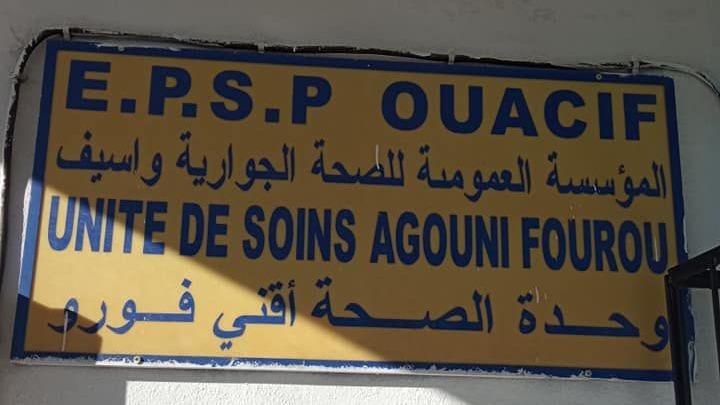 E.P.S.P OUACIF
المؤسسة العمومية للصحة الجوارية واسيف
UNITE DE SOINS AGOUNI FOUROU
وحدة الصحة أقني فورو